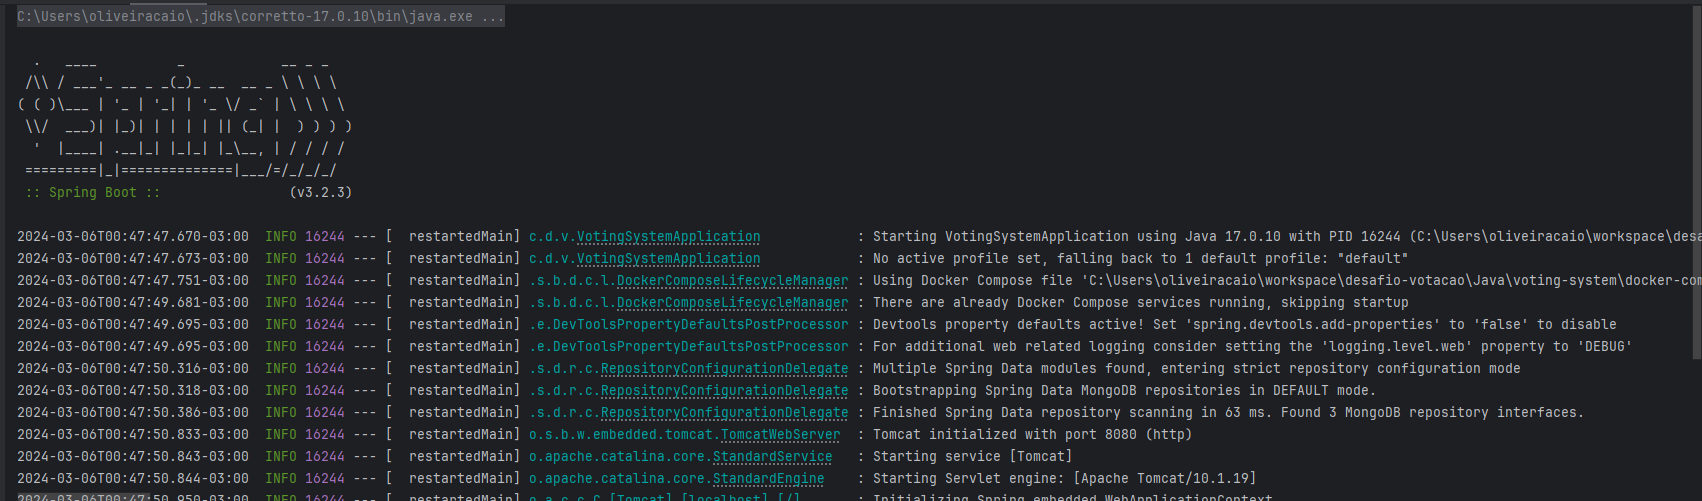 C:\Users\oliveiracaio\.jdks\corretto-17.0.10\bin\java.exe ...
  .   ____          _            __ _ _
 /\\ / ___'_ __ _ _(_)_ __  __ _ \ \ \ \
( ( )\___ | '_ | '_| | '_ \/ _` | \ \ \ \
 \\/  ___)| |_)| | | | | || (_| |  ) ) ) )
  '  |____| .__|_| |_|_| |_\__, | / / / /
 =========|_|==============|___/=/_/_/_/
 :: Spring Boot ::                (v3.2.3)
2024-03-06T00:47:47.670-03:00  INFO 16244 --- [  restartedMain] c.d.v.VotingSystemApplication            : Starting VotingSystemApplication using Java 17.0.10 with PID 16244 (C:\Users\oliveiracaio\workspace\desa
2024-03-06T00:47:47.673-03:00  INFO 16244 --- [  restartedMain] c.d.v.VotingSystemApplication            : No active profile set, falling back to 1 default profile: "default"
2024-03-06T00:47:47.751-03:00  INFO 16244 --- [  restartedMain] .s.b.d.c.l.DockerComposeLifecycleManager : Using Docker Compose file 'C:\Users\oliveiracaio\workspace\desafio-votacao\Java\voting-system\docker-com
2024-03-06T00:47:49.681-03:00  INFO 16244 --- [  restartedMain] .s.b.d.c.l.DockerComposeLifecycleManager : There are already Docker Compose services running, skipping startup
2024-03-06T00:47:49.695-03:00  INFO 16244 --- [  restartedMain] .e.DevToolsPropertyDefaultsPostProcessor : Devtools property defaults active! Set 'spring.devtools.add-properties' to 'false' to disable
2024-03-06T00:47:49.695-03:00  INFO 16244 --- [  restartedMain] .e.DevToolsPropertyDefaultsPostProcessor : For additional web related logging consider setting the 'logging.level.web' property to 'DEBUG'
2024-03-06T00:47:50.316-03:00  INFO 16244 --- [  restartedMain] .s.d.r.c.RepositoryConfigurationDelegate : Multiple Spring Data modules found, entering strict repository configuration mode
2024-03-06T00:47:50.318-03:00  INFO 16244 --- [  restartedMain] .s.d.r.c.RepositoryConfigurationDelegate : Bootstrapping Spring Data MongoDB repositories in DEFAULT mode.
2024-03-06T00:47:50.386-03:00  INFO 16244 --- [  restartedMain] .s.d.r.c.RepositoryConfigurationDelegate : Finished Spring Data repository scanning in 63 ms. Found 3 MongoDB repository interfaces.
2024-03-06T00:47:50.833-03:00  INFO 16244 --- [  restartedMain] o.s.b.w.embedded.tomcat.TomcatWebServer  : Tomcat initialized with port 8080 (http)
2024-03-06T00:47:50.843-03:00  INFO 16244 --- [  restartedMain] o.apache.catalina.core.StandardService   : Starting service [Tomcat]
2024-03-06T00:47:50.844-03:00  INFO 16244 --- [  restartedMain] o.apache.catalina.core.StandardEngine    : Starting Servlet engine: [Apache Tomcat/10.1.19]
2024-03-06T00:47:50.950-03:00  INFO 16244 --- [  restartedMain] o.a.c.c.C.[Tomcat].[localhost].[/]       : Initializing Spring embedded WebApplicationContext